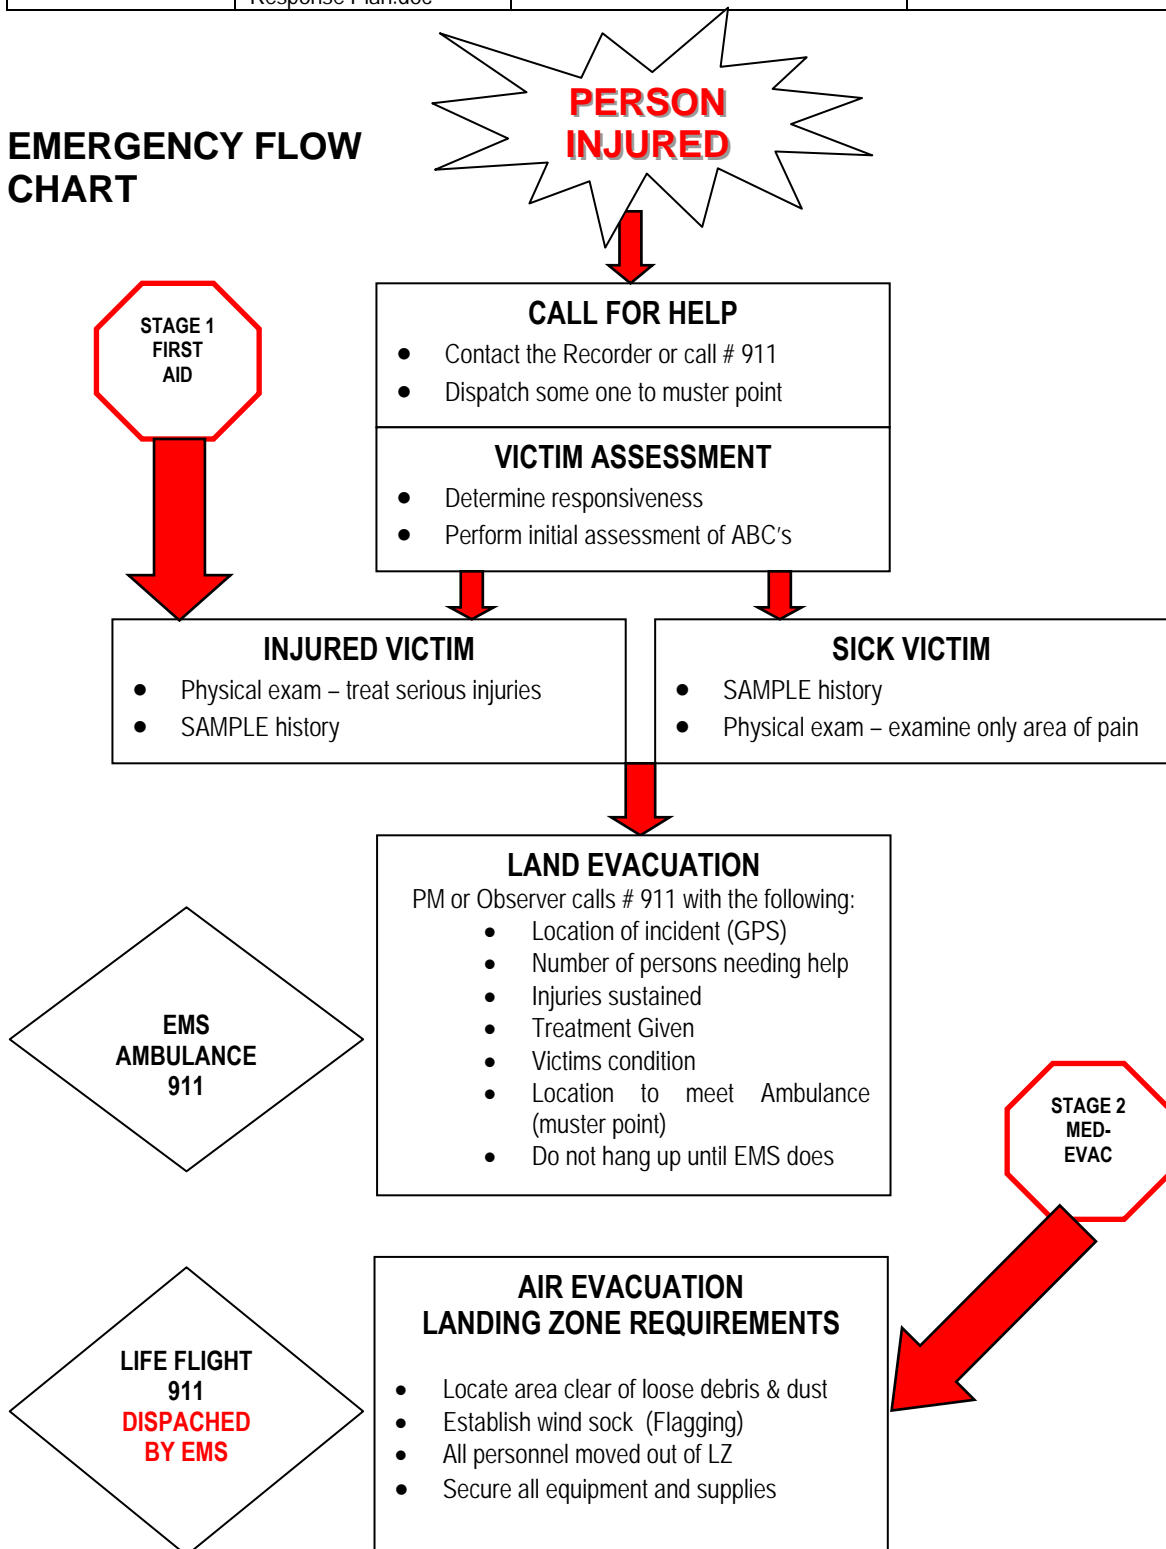 Response Plan.doc
PERSON
INJURED
EMERGENCY FLOW
CHART
STAGE 1
FIRST
AID
CALL FOR HELP
• Contact the Recorder or call # 911
• Dispatch some one to muster point
VICTIM ASSESSMENT
• Determine responsiveness
• Perform initial assessment of ABC's
INJURED VICTIM
• Physical exam – treat serious injuries
• SAMPLE history
SICK VICTIM
• SAMPLE history
• Physical exam – examine only area of pain
LAND EVACUATION
PM or Observer calls # 911 with the following:
• Location of incident (GPS)
• Number of persons needing help
• Injuries sustained
• Treatment Given
• Victims condition
• Location to meet Ambulance
(muster point)
• Do not hang up until EMS does
EMS
AMBULANCE
911
STAGE 2
MED-
EVAC
AIR EVACUATION
LANDING ZONE REQUIREMENTS
• Locate area clear of loose debris & dust
• Establish wind sock (Flagging)
• All personnel moved out of LZ
• Secure all equipment and supplies
LIFE FLIGHT
911
DISPACHED
BY EMS